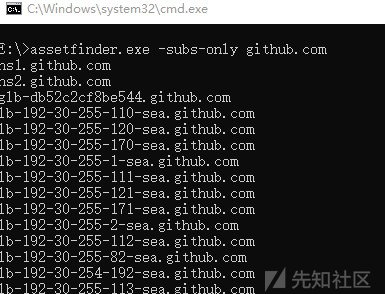 C:\Windows\system32\cmd.exe
E:\>assetfinder.exe -subs-only github.com
ns1.github.com
ns2.github.com
glb-db52c2cf8be544.github.com
lb-192-30-255-110-sea.github.com
lb-192-30-255-120-sea.github.com
lb-192-30-255-170-sea.github.com
lb-192-30-255-1-sea.github.com
lb-192-30-255-111-sea.github.com
lb-192-30-255-121-sea.github.com
lb-192-30-255-171-sea.github.com
lb-192-30-255-2-sea.github.com
lb-192-30-255-112-sea.github.com
lb-192-30-255-82-sea.github.com
lb-192-30-254-192-sea.github.com
lb-192-30-255-113-sea.github.com
先知社区